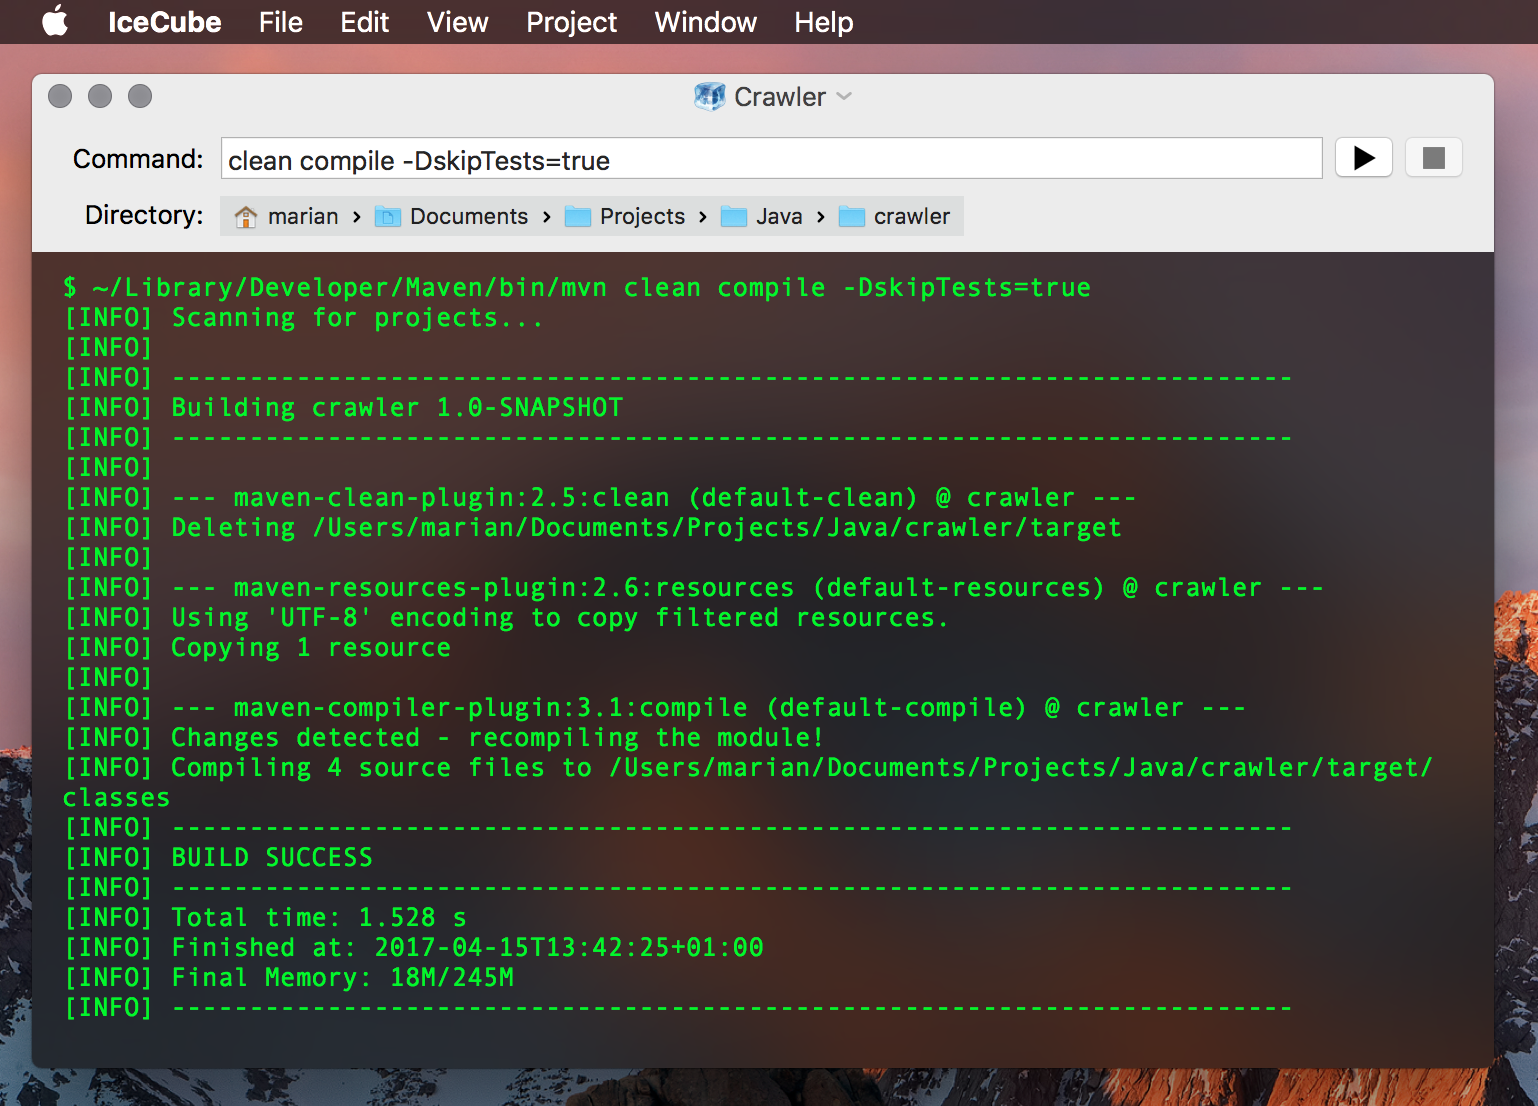 IceCube File Edit View Project Window Help
Crawler
Command: clean compile -DskipTests=true
Directory: marian › Documents › Projects › Java › crawler
$ ~/Library/Developer/Maven/bin/mvn clean compile -DskipTests=true
[INFO] Scanning for projects...
[INFO]
[INFO] ------------------------------------------------------------------------
[INFO] Building crawler 1.0-SNAPSHOT
[INFO] ------------------------------------------------------------------------
[INFO]
[INFO] --- maven-clean-plugin:2.5:clean (default-clean) @ crawler ---
[INFO] Deleting /Users/marian/Documents/Projects/Java/crawler/target
[INFO]
[INFO] --- maven-resources-plugin:2.6:resources (default-resources) @ crawler ---
[INFO] Using 'UTF-8' encoding to copy filtered resources.
[INFO] Copying 1 resource
[INFO]
[INFO] --- maven-compiler-plugin:3.1:compile (default-compile) @ crawler ---
[INFO] Changes detected - recompiling the module!
[INFO] Compiling 4 source files to /Users/marian/Documents/Projects/Java/crawler/target/
classes
[INFO] ------------------------------------------------------------------------
[INFO] BUILD SUCCESS
[INFO] ------------------------------------------------------------------------
[INFO] Total time: 1.528 s
[INFO] Finished at: 2017-04-15T13:42:25+01:00
[INFO] Final Memory: 18M/245M
[INFO] ------------------------------------------------------------------------